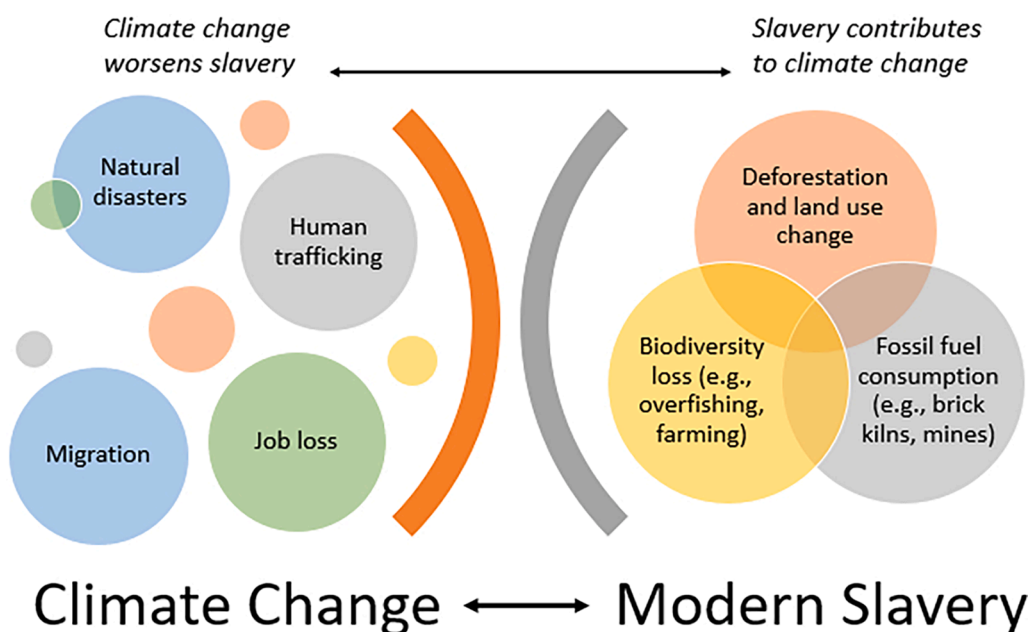 Climate change
worsens slavery
Slavery contributes
to climate change
Natural
disasters
Human
trafficking
Migration
Job loss
Deforestation
and land use
change
Biodiversity
loss (e.g.,
overfishing,
farming)
Fossil fuel
consumption
(e.g., brick
kilns, mines)
Climate Change
Modern Slavery